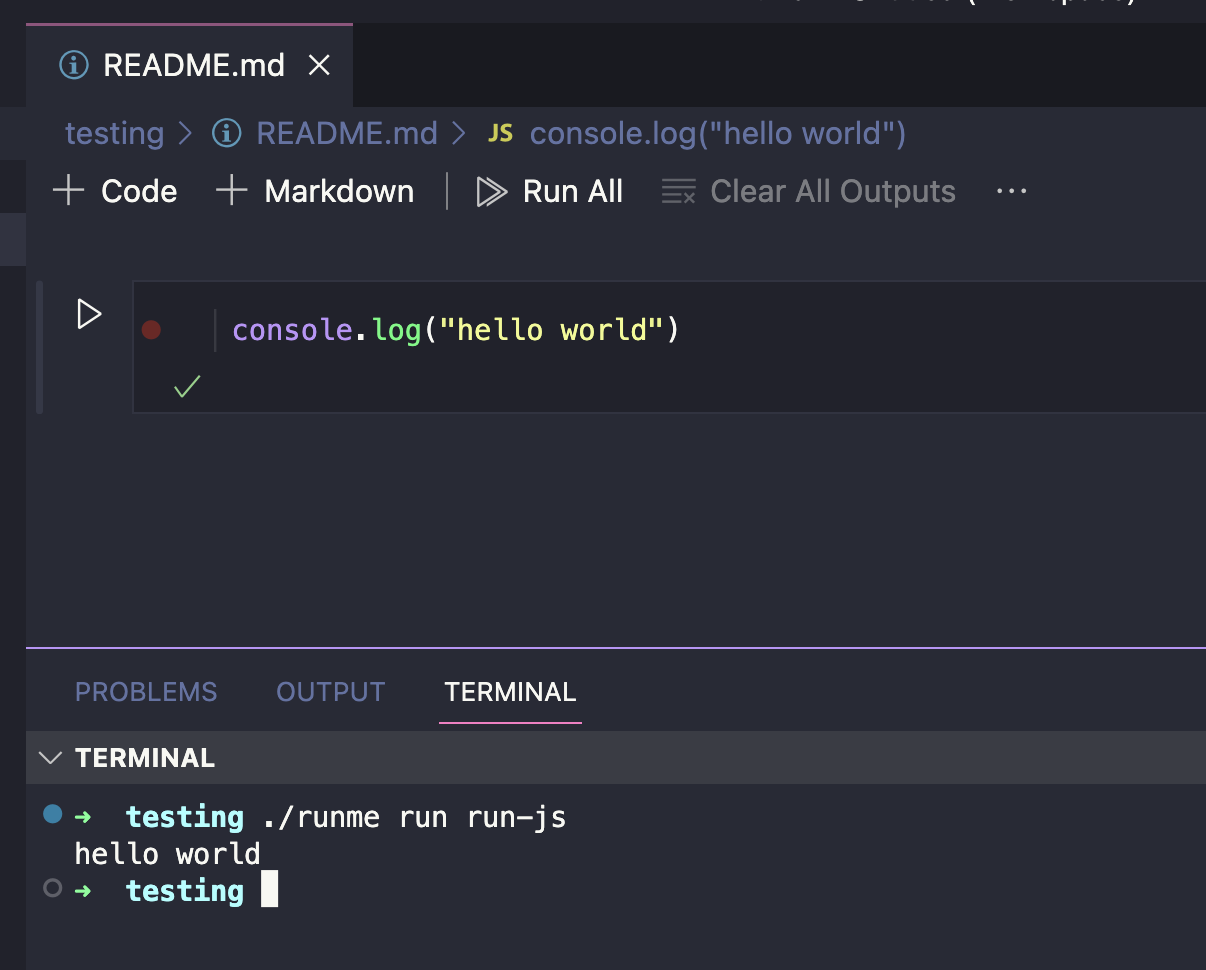 README.md
testing > README.md > JS console.log("hello world")
+ Code + Markdown | Run All Clear All Outputs ...
console.log("hello world")
PROBLEMS OUTPUT TERMINAL
TERMINAL
➜ testing ./runme run run-js
hello world
➜ testing